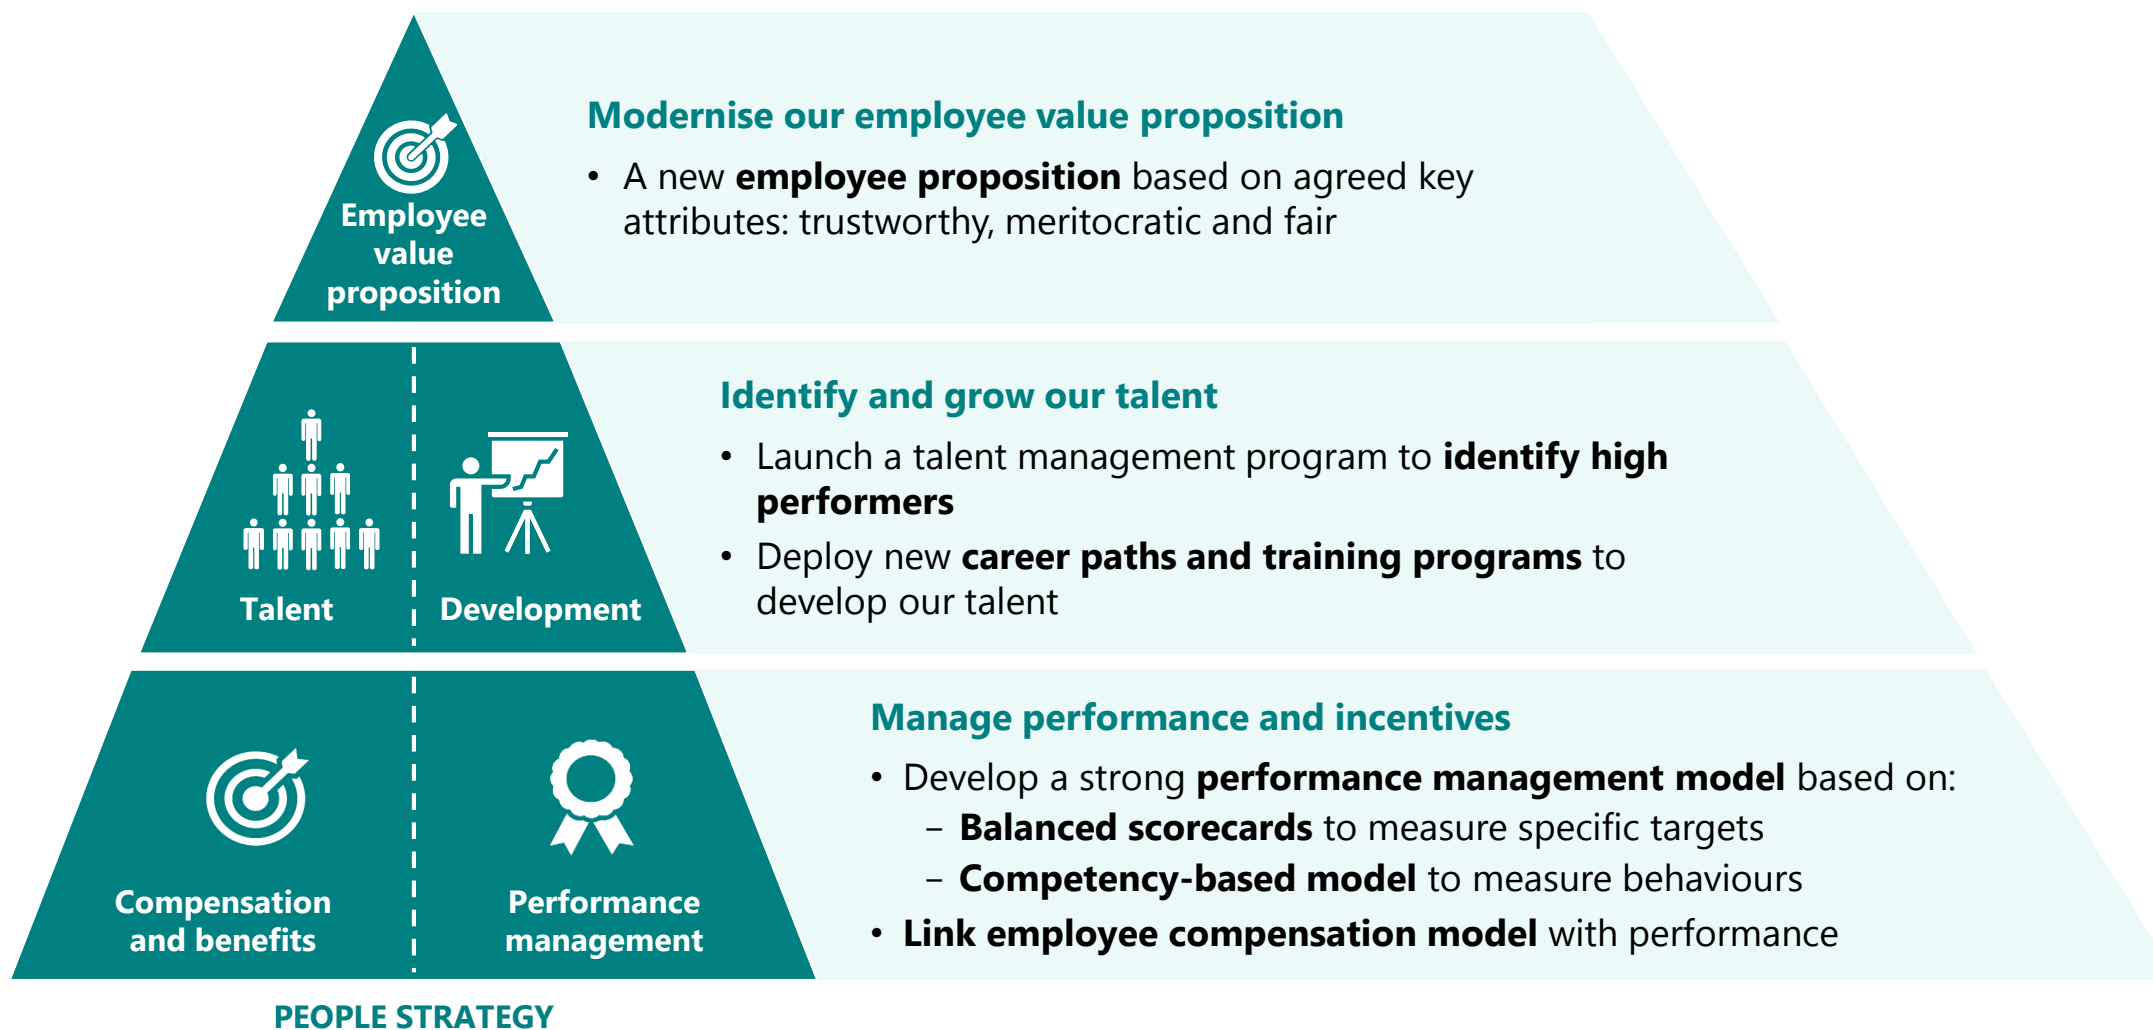 Employee
value
proposition
Modernise our employee value proposition
• A new employee proposition based on agreed key
attributes: trustworthy, meritocratic and fair
Talent
Development
Identify and grow our talent
• Launch a talent management program to identify high
performers
• Deploy new career paths and training programs to
develop our talent
Compensation
and benefits
Performance
management
Manage performance and incentives
• Develop a strong performance management model based on:
– Balanced scorecards to measure specific targets
– Competency-based model to measure behaviours
• Link employee compensation model with performance
PEOPLE STRATEGY